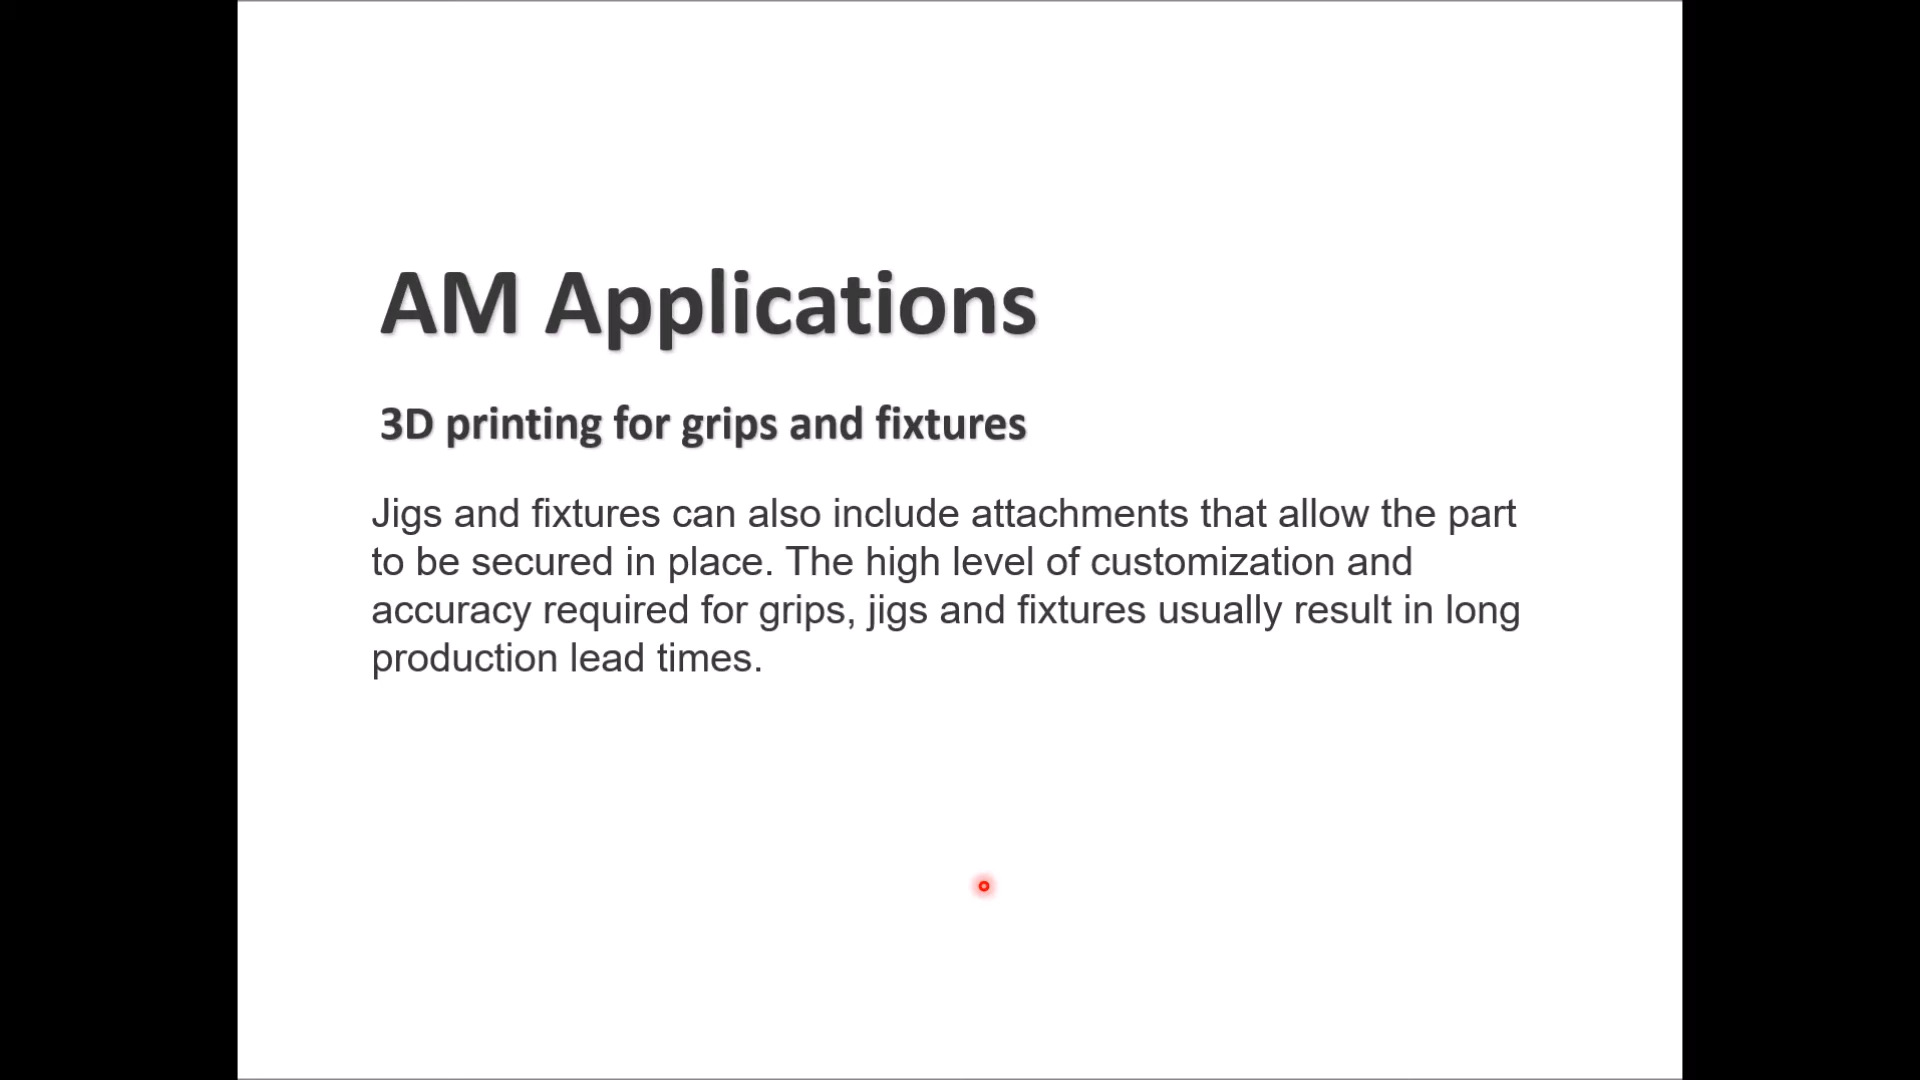 AM Applications
3D printing for grips and fixtures
Jigs and fixtures can also include attachments that allow the part
to be secured in place. The high level of customization and
accuracy required for grips, jigs and fixtures usually result in long
production lead times.